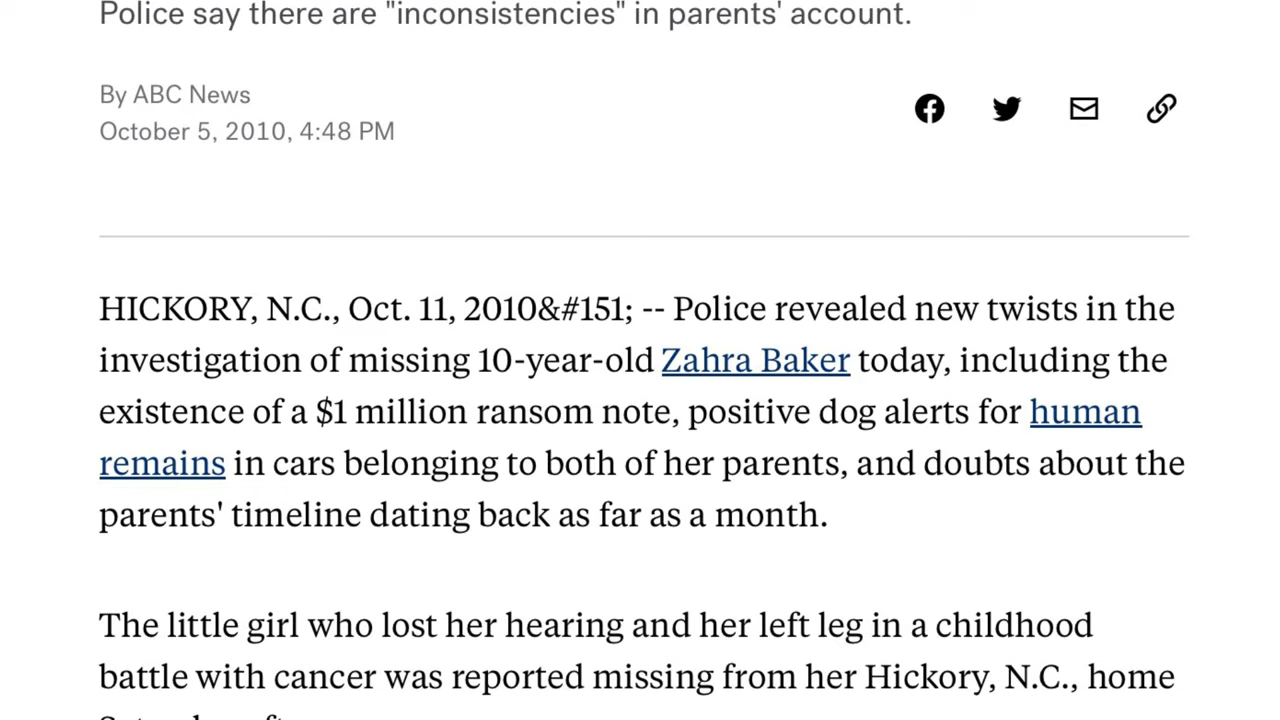 Police say there are "inconsistencies" in parents' account.
By ABC News
October 5, 2010, 4:48 PM
HICKORY, N.C., Oct. 11, 2010&#151; -- Police revealed new twists in the
investigation of missing 10-year-old Zahra Baker today, including the
existence of a $1 million ransom note, positive dog alerts for human
remains in cars belonging to both of her parents, and doubts about the
parents' timeline dating back as far as a month.
The little girl who lost her hearing and her left leg in a childhood
battle with cancer was reported missing from her Hickory, N.C., home